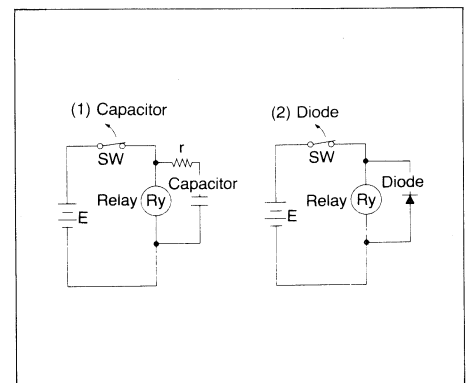 (1) Capacitor
SW
r
Capacitor
Relay
Ry
E
(2) Diode
SW
Diode
Relay
Ry
E